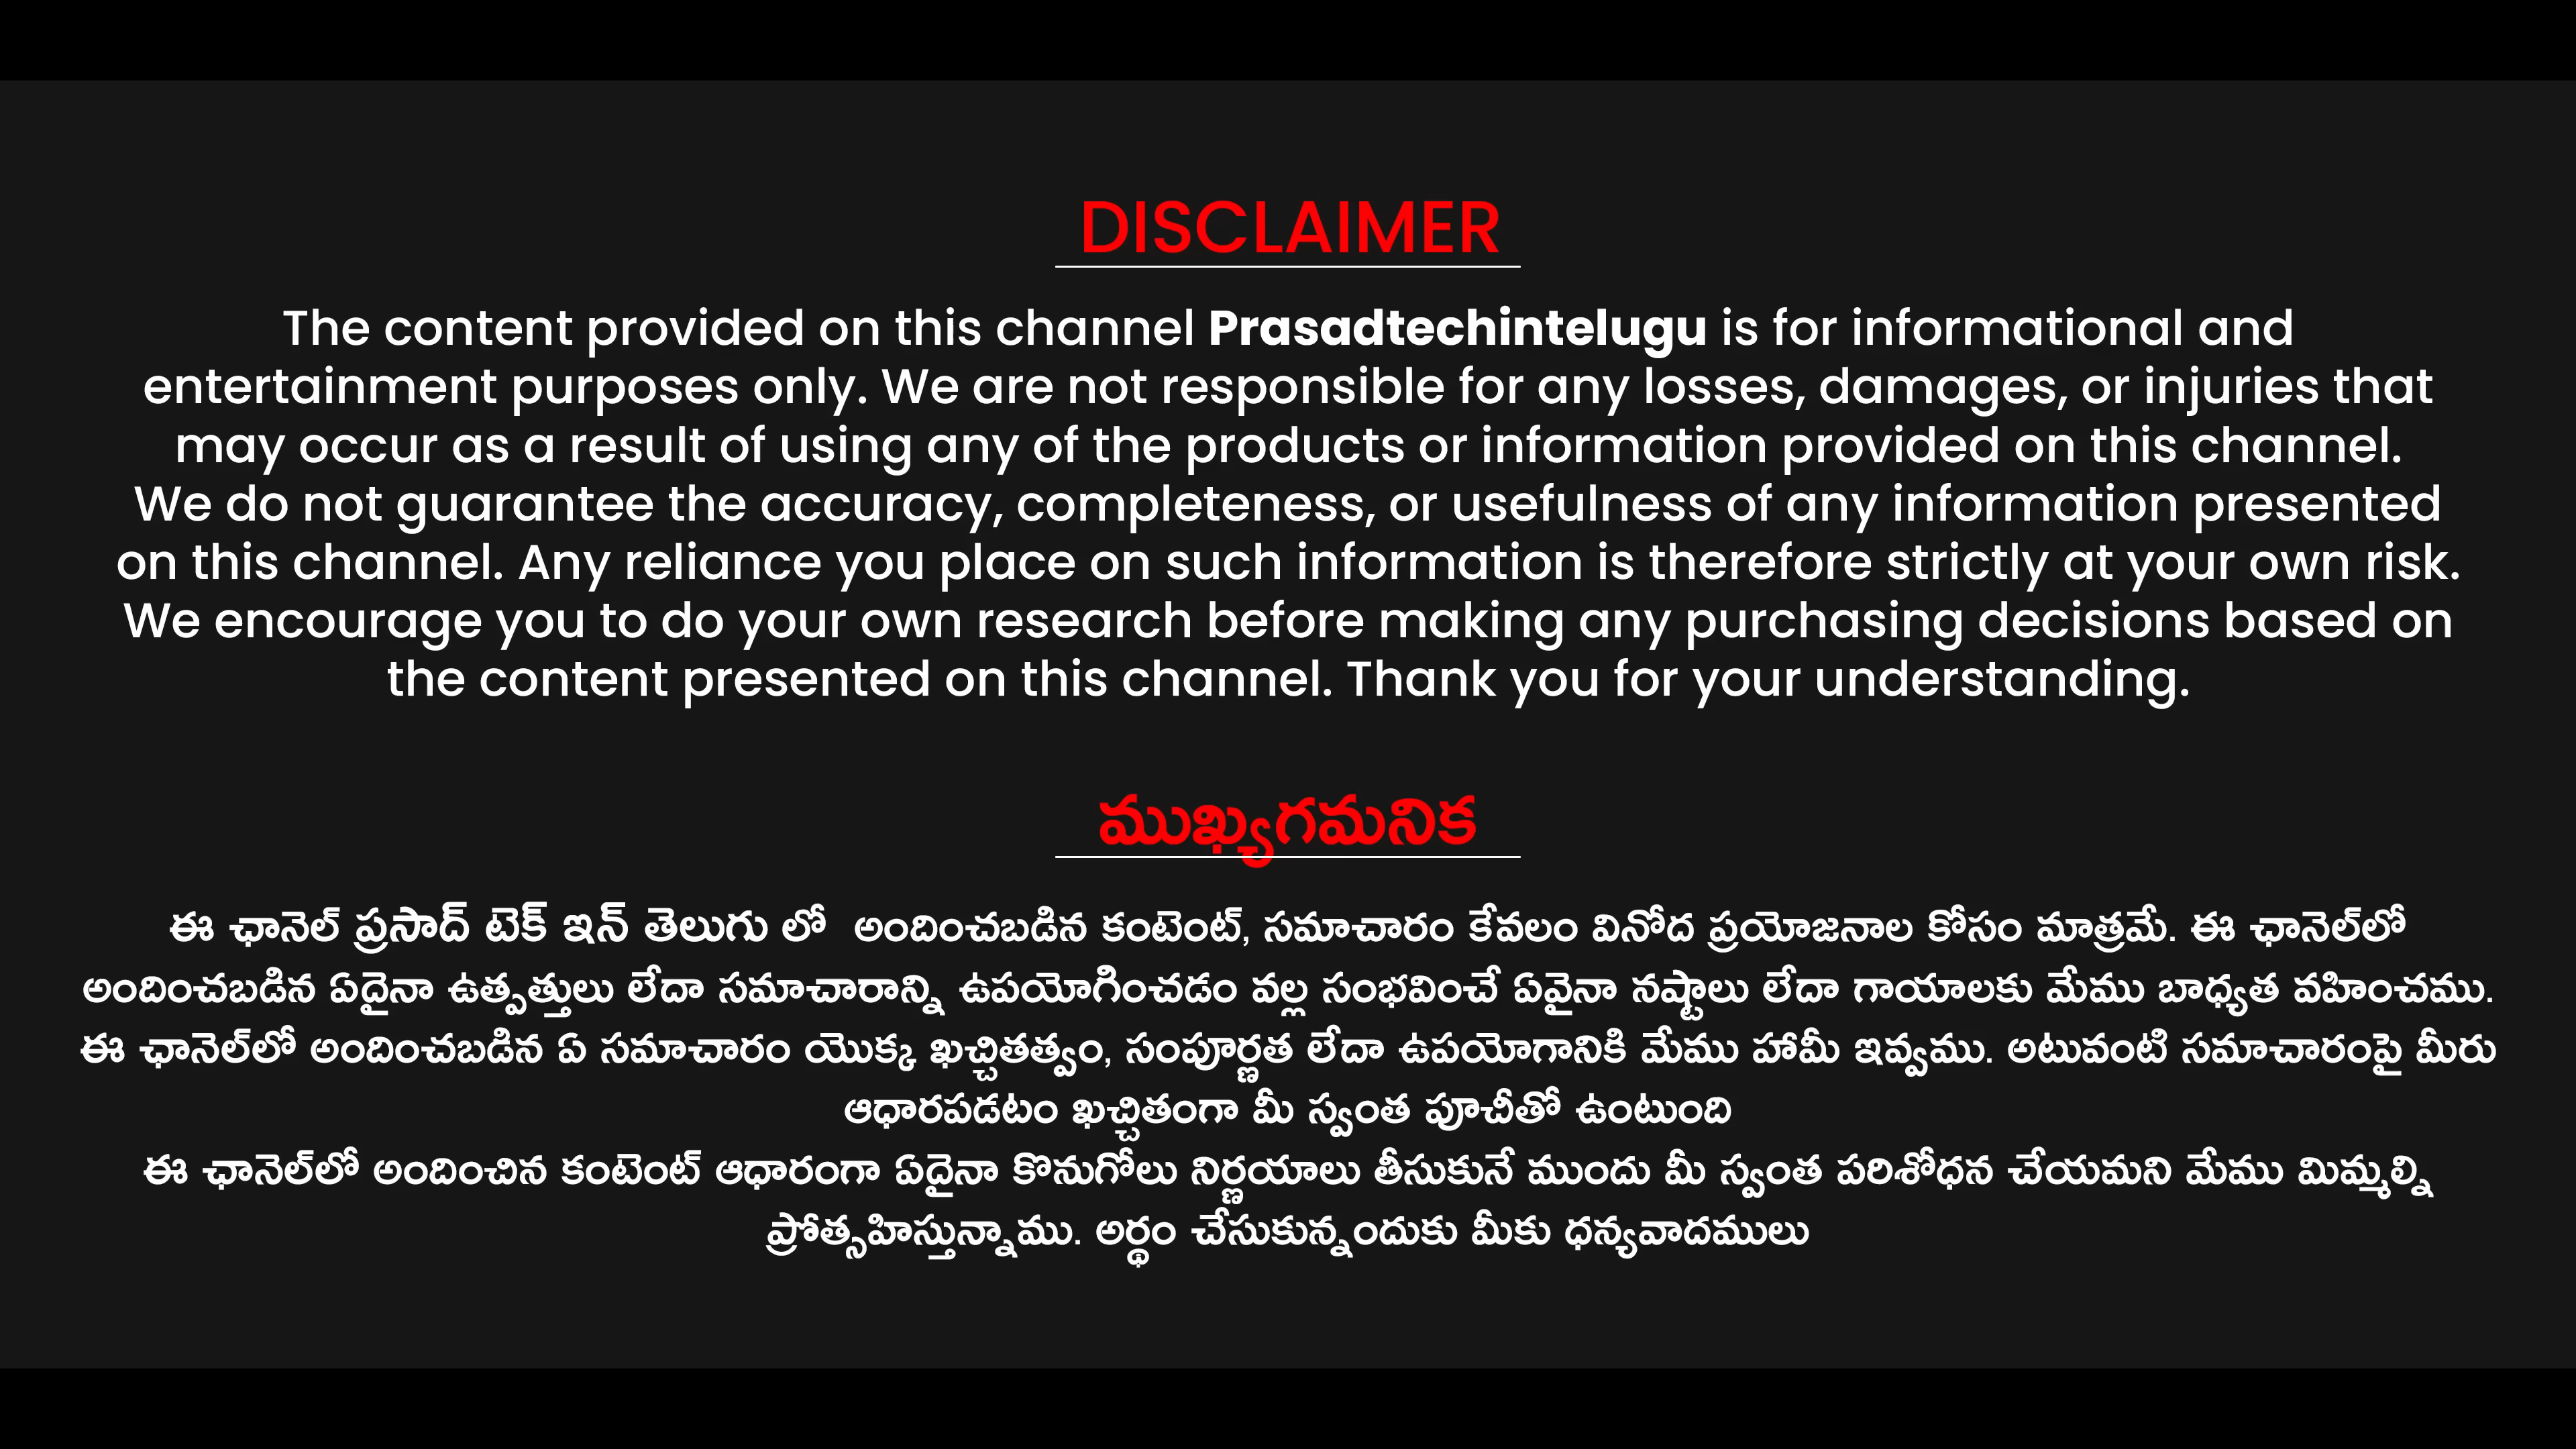 DISCLAIMER
The content provided on this channel Prasadtechintelugu is for informational and
entertainment purposes only. We are not responsible for any losses, damages, or injuries that
may occur as a result of using any of the products or information provided on this channel.
We do not guarantee the accuracy, completeness, or usefulness of any information presented
on this channel. Any reliance you place on such information is therefore strictly at your own risk.
We encourage you to do your own research before making any purchasing decisions based on
the content presented on this channel. Thank you for your understanding.
ముఖ్యగమనిక
ఈ ఛానెల్ ప్రసాద్ టెక్ ఇన్ తెలుగు లో అందించబడిన కంటెంట్, సమాచారం కేవలం వినోద ప్రయోజనాల కోసం మాత్రమే. ఈ ఛానెల్‌లో
అందించబడిన ఏదైనా ఉత్పత్తులు లేదా సమాచారాన్ని ఉపయోగించడం వల్ల సంభవించే ఏవైనా నష్టాలు లేదా గాయాలకు మేము బాధ్యత వహించము.
ఈ ఛానెల్‌లో అందించబడిన ఏ సమాచారం యొక్క ఖచ్చితత్వం, సంపూర్ణత లేదా ఉపయోగానికి మేము హామీ ఇవ్వము. అటువంటి సమాచారంపై మీరు
ఆధారపడటం ఖచ్చితంగా మీ స్వంత పూచీతో ఉంటుంది
ఈ ఛానెల్‌లో అందించిన కంటెంట్ ఆధారంగా ఏదైనా కొనుగోలు నిర్ణయాలు తీసుకునే ముందు మీ స్వంత పరిశోధన చేయమని మేము మిమ్మల్ని
ప్రోత్సహిస్తున్నాము. అర్థం చేసుకున్నందుకు మీకు ధన్యవాదములు